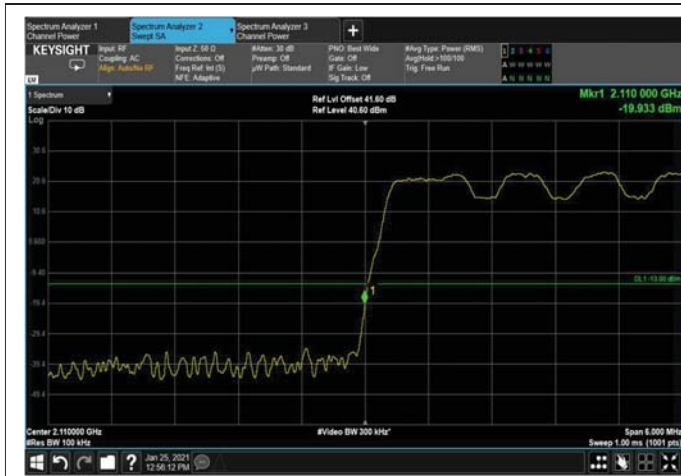 Spectrum Analyzer 1
Channel Power
Spectrum Analyzer 2
Swept SA
Spectrum Analyzer 3
Channel Power
KEYSIGHT
Input: RF
Coupling: AC
Align: Auto/No RF
Input Z: 50 Ω
Corrections: Off
Freq Ref: Int (S)
NFE: Adaptive
#Atten: 30 dB
Preamp: Off
µW Path: Standard
PNO: Best Wide
Gate: Off
IF Gain: Low
Sig Track: Off
#Avg Type: Power (RMS)
Avg|Hold:>100/100
Trig: Free Run
1 2 3 4 5 6
A W W W W W
A N N N N N
LXI
1 Spectrum
Scale/Div 10 dB
Log
Ref Lvl Offset 41.60 dB
Ref Level 40.60 dBm
Mkr1 2.110 000 GHz
-19.933 dBm
30.6
20.6
10.6
0.600
-9.40
DL1 -13.00 dBm
1
-19.4
-29.4
-39.4
-49.4
Center 2.110000 GHz
#Res BW 100 kHz
#Video BW 300 kHz*
Span 6.000 MHz
Sweep 1.00 ms (1001 pts)
?
Jan 25, 2021
12:56:12 PM